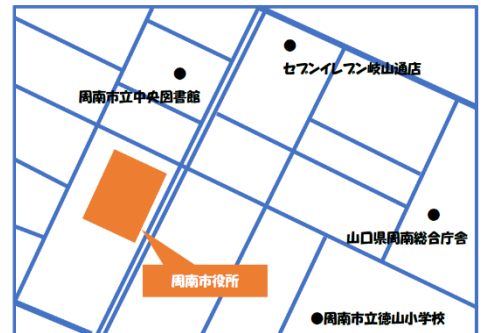 セブンイレブン岐山通店
周南市立中央図書館
山口県周南総合庁舎
周南市役所
周南市立徳山小学校